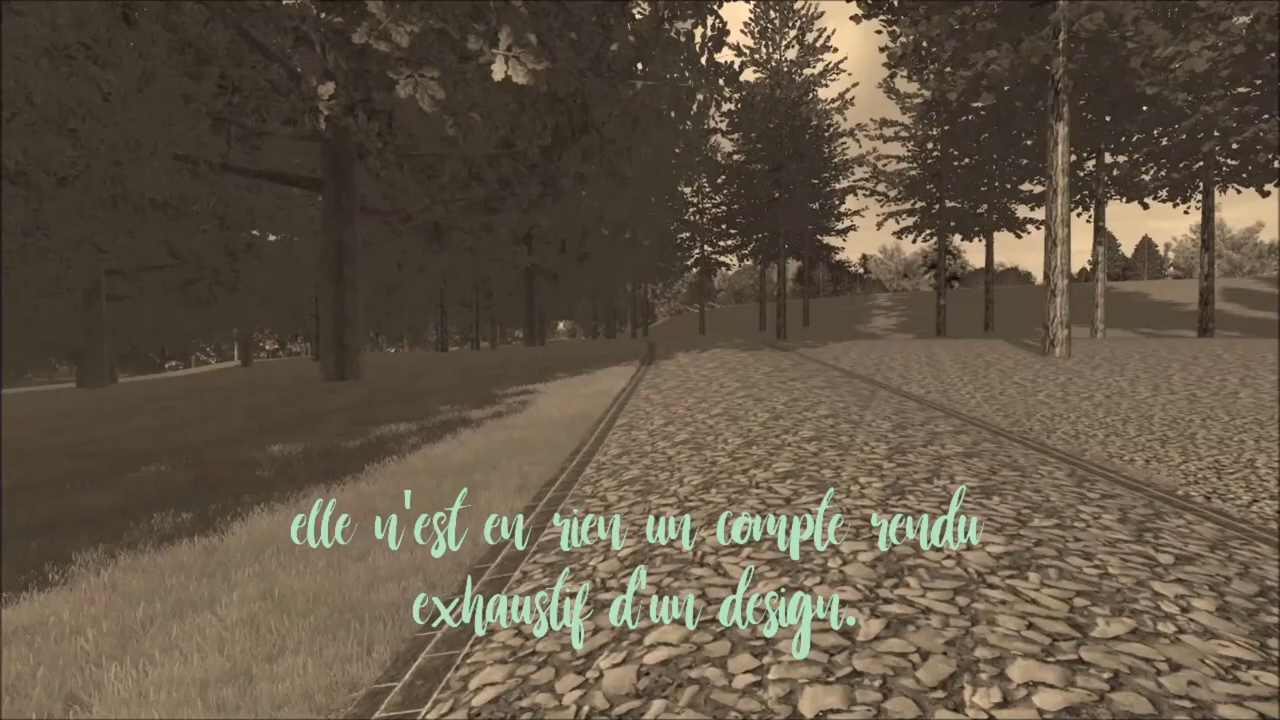 elle n'est en rien un compte rendu
exhaustif d'un design.